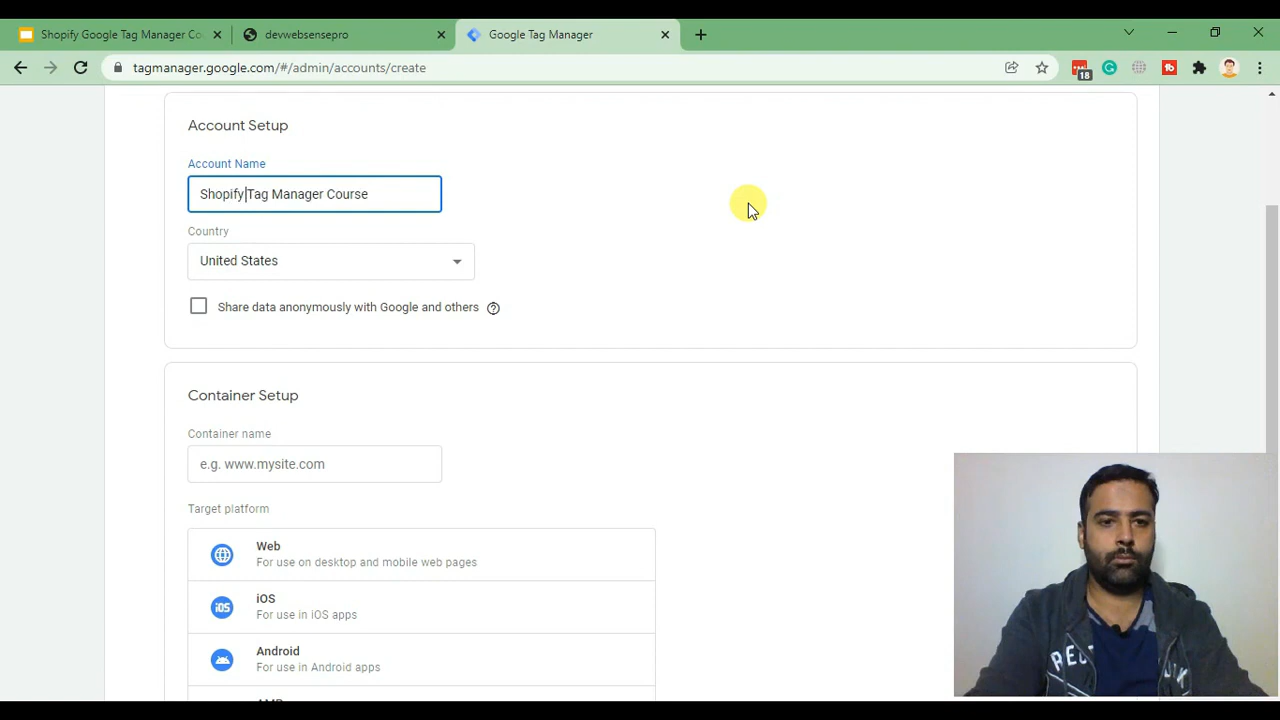 Shopify Google Tag Manager Co
devwebsensepro
Google Tag Manager
tagmanager.google.com/#/admin/accounts/create
18
Account Setup
Account Name
Shopify Tag Manager Course
Country
United States
Share data anonymously with Google and others
Container Setup
Container name
e.g. www.mysite.com
Target platform
Web
For use on desktop and mobile web pages
iOS
iOS
For use in iOS apps
Android
For use in Android apps